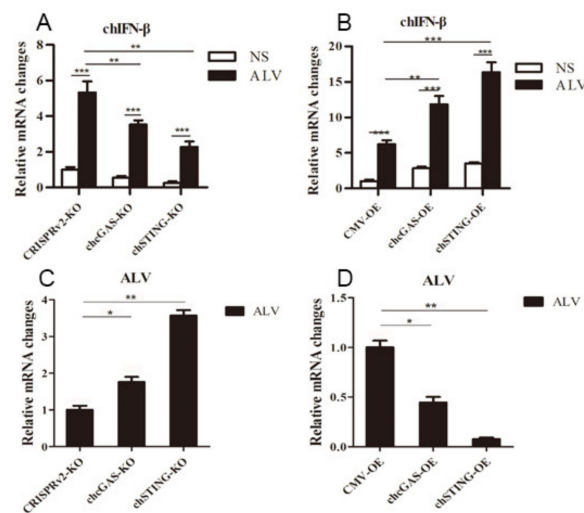 A
chIFN-β
Relative mRNA changes
8
6
4
2
0
**
**
***
***
***
NS
ALV
CRISPRv2-KO
chcGAS-KO
chSTING-KO
B
chIFN-β
Relative mRNA changes
20
15
10
5
0
***
**
***
***
***
NS
ALV
CMV-OE
chcGAS-OE
chSTING-OE
C
ALV
Relative mRNA changes
4
3
2
1
0
**
*
ALV
CRISPRv2-KO
chcGAS-KO
chSTING-KO
D
ALV
Relative mRNA changes
1.5
1.0
0.5
0.0
**
*
ALV
CMV-OE
chcGAS-OE
chSTING-OE